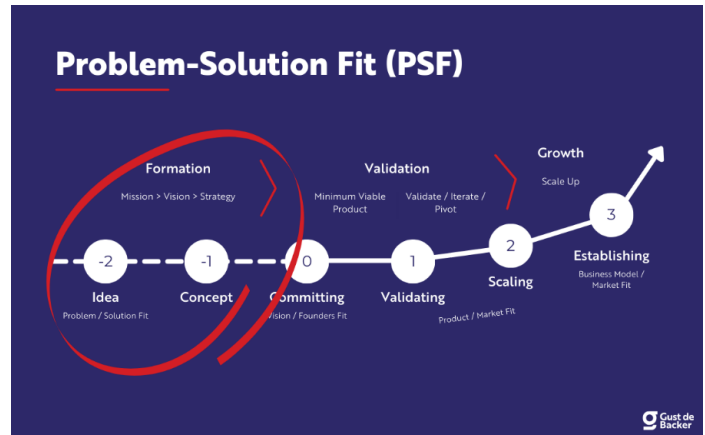 Problem-Solution Fit (PSF)
Formation
Mission > Vision > Strategy
Validation
Minimum Viable
Product
Validate / Iterate /
Pivot
Growth
Scale Up
-2
Idea
Problem / Solution Fit
-1
Concept
0
Committing
Vision / Founders Fit
1
Validating
2
Scaling
Product / Market Fit
3
Establishing
Business Model /
Market Fit
Gust de
Backer